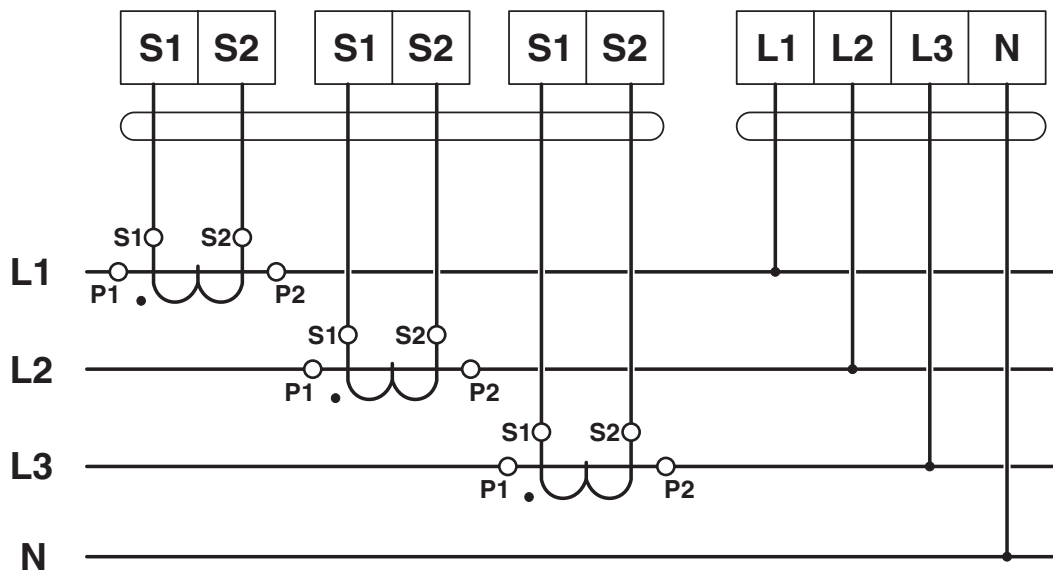 S1 S2 S1 S2 S1 S2 L1 L2 L3 N
S1 S2
L1
P1 P2
S1 S2
L2
P1 P2
S1 S2
L3
P1 P2
N